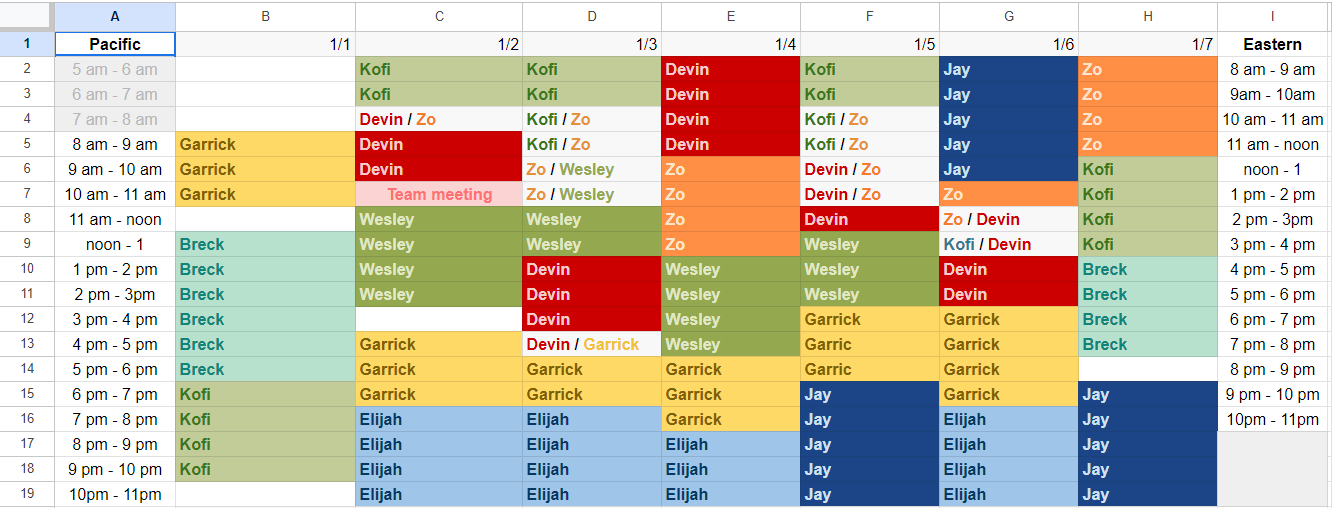 A B C D E F G H I
1 Pacific 1/1 1/2 1/3 1/4 1/5 1/6 1/7 Eastern
2 5 am - 6 am Kofi Kofi Devin Kofi Jay Zo 8 am - 9 am
3 6 am - 7 am Kofi Kofi Devin Kofi Jay Zo 9am - 10am
4 7 am - 8 am Devin / Zo Kofi / Zo Devin Kofi / Zo Jay Zo 10 am - 11 am
5 8 am - 9 am Garrick Devin Kofi / Zo Devin Kofi / Zo Jay Zo 11 am - noon
6 9 am - 10 am Garrick Devin Zo / Wesley Zo Devin / Zo Jay Kofi noon - 1
7 10 am - 11 am Garrick Team meeting Zo / Wesley Zo Devin / Zo Zo Kofi 1 pm - 2 pm
8 11 am - noon Wesley Wesley Zo Devin Zo / Devin Kofi 2 pm - 3pm
9 noon - 1 Breck Wesley Wesley Zo Wesley Kofi / Devin Kofi 3 pm - 4 pm
10 1 pm - 2 pm Breck Wesley Devin Wesley Wesley Devin Breck 4 pm - 5 pm
11 2 pm - 3pm Breck Wesley Devin Wesley Wesley Devin Breck 5 pm - 6 pm
12 3 pm - 4 pm Breck Devin Wesley Garrick Garrick Breck 6 pm - 7 pm
13 4 pm - 5 pm Breck Garrick Devin / Garrick Wesley Garric Garrick Breck 7 pm - 8 pm
14 5 pm - 6 pm Breck Garrick Garrick Garrick Garric Garrick 8 pm - 9 pm
15 6 pm - 7 pm Kofi Garrick Garrick Garrick Jay Garrick Jay 9 pm - 10 pm
16 7 pm - 8 pm Kofi Elijah Elijah Garrick Jay Elijah Jay 10pm - 11pm
17 8 pm - 9 pm Kofi Elijah Elijah Elijah Jay Elijah Jay
18 9 pm - 10 pm Kofi Elijah Elijah Elijah Jay Elijah Jay
19 10pm - 11pm Elijah Elijah Elijah Jay Elijah Jay